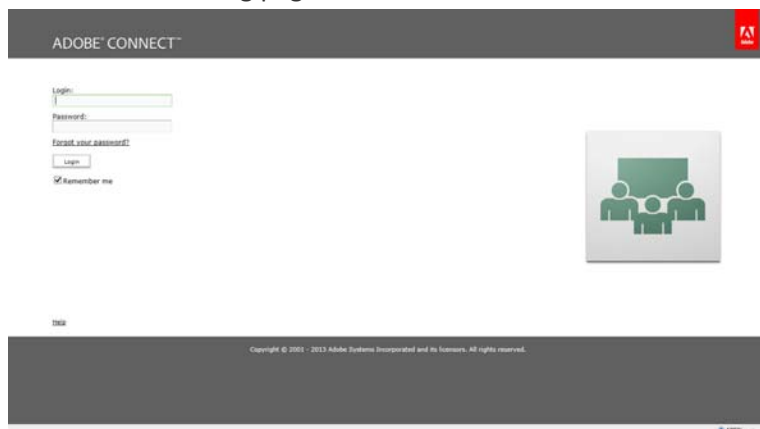 ADOBE® CONNECT™
Adobe
Login:
Password:
Forgot your password?
Login
Remember me
Help
Copyright © 2001 - 2013 Adobe Systems Incorporated and its licensors. All rights reserved.